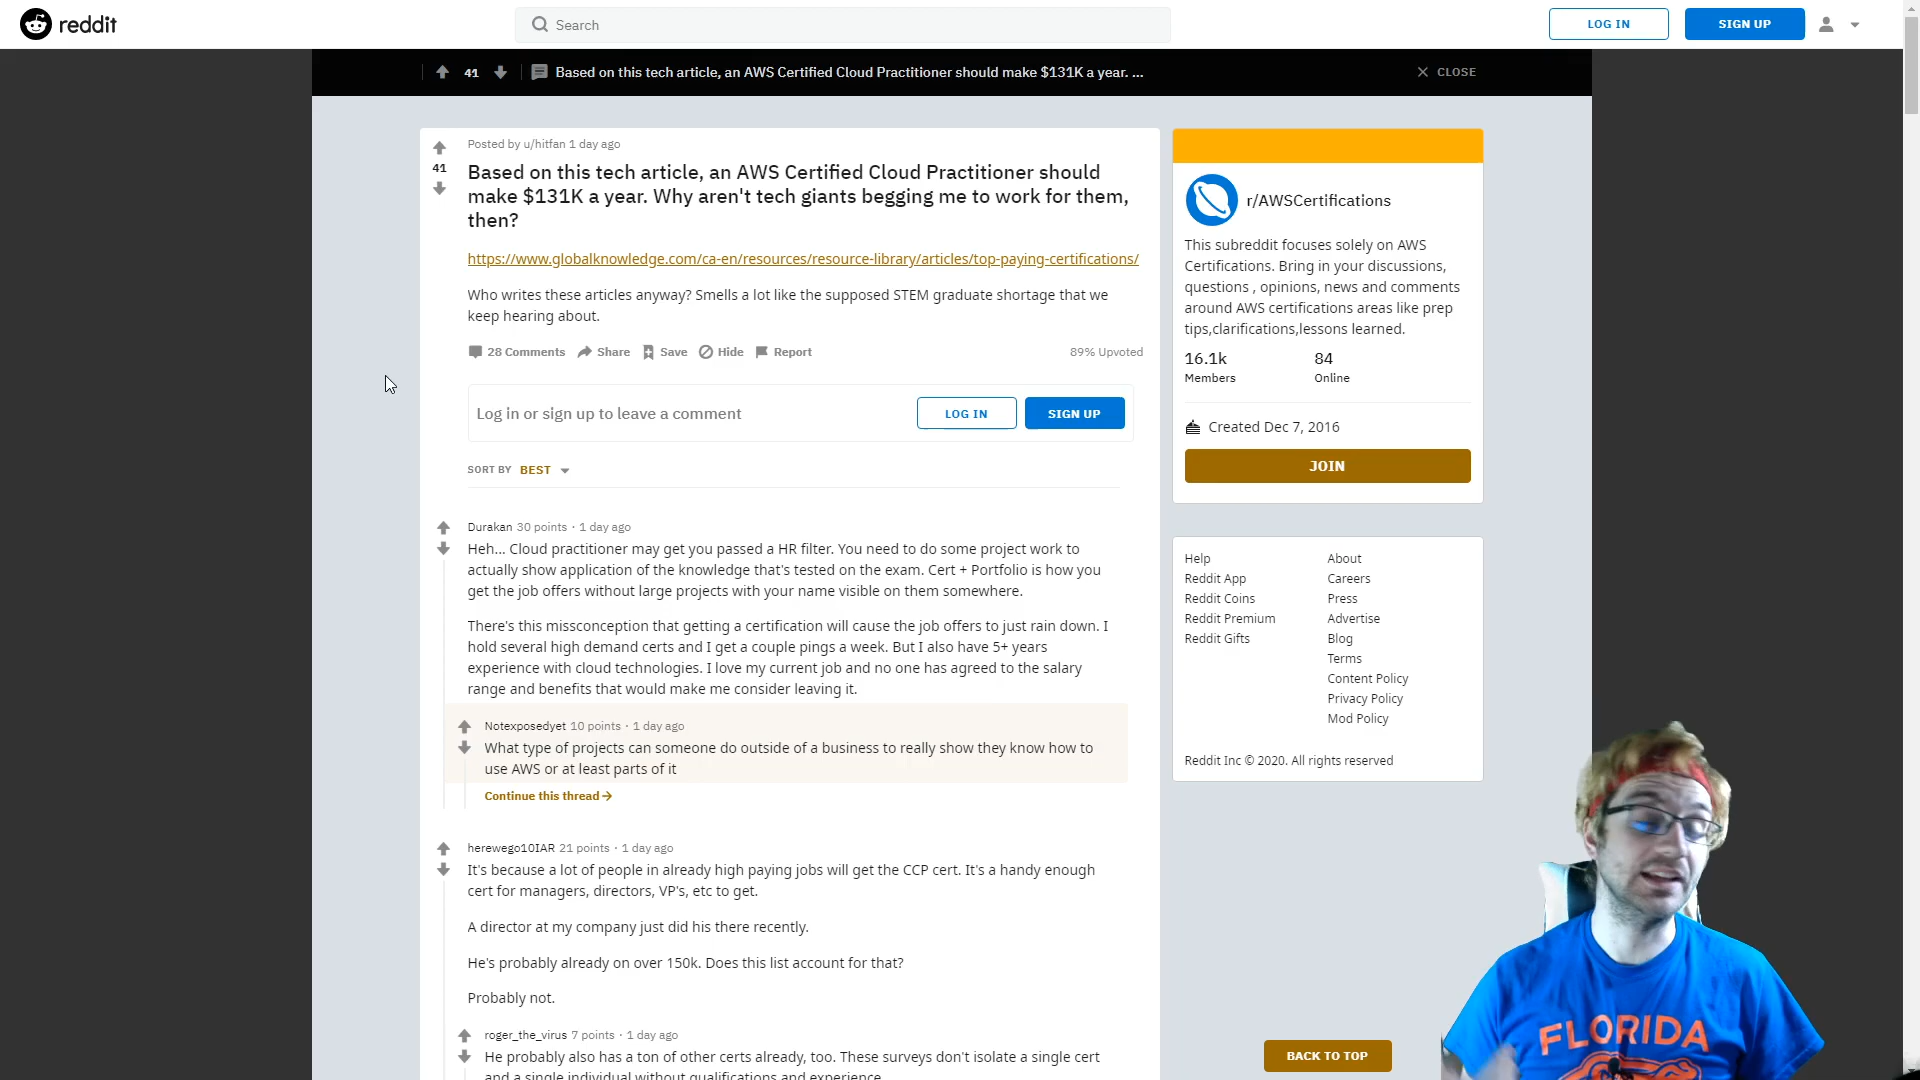 reddit
Search
LOG IN
SIGN UP
41
Based on this tech article, an AWS Certified Cloud Practitioner should make $131K a year. ...
CLOSE
Posted by u/hitfan 1 day ago
41
Based on this tech article, an AWS Certified Cloud Practitioner should
make $131K a year. Why aren't tech giants begging me to work for them,
then?
https://www.globalknowledge.com/ca-en/resources/resource-library/articles/top-paying-certifications/
Who writes these articles anyway? Smells a lot like the supposed STEM graduate shortage that we
keep hearing about.
28 Comments Share Save Hide Report
89% Upvoted
Log in or sign up to leave a comment
LOG IN
SIGN UP
SORT BY BEST
Durakan 30 points · 1 day ago
Heh... Cloud practitioner may get you passed a HR filter. You need to do some project work to
actually show application of the knowledge that's tested on the exam. Cert + Portfolio is how you
get the job offers without large projects with your name visible on them somewhere.
There's this missconception that getting a certification will cause the job offers to just rain down. I
hold several high demand certs and I get a couple pings a week. But I also have 5+ years
experience with cloud technologies. I love my current job and no one has agreed to the salary
range and benefits that would make me consider leaving it.
Notexposedyet 10 points · 1 day ago
What type of projects can someone do outside of a business to really show they know how to
use AWS or at least parts of it
Continue this thread
herewego10IAR 21 points · 1 day ago
It's because a lot of people in already high paying jobs will get the CCP cert. It's a handy enough
cert for managers, directors, VP's, etc to get.
A director at my company just did his there recently.
He's probably already on over 150k. Does this list account for that?
Probably not.
roger_the_virus 7 points · 1 day ago
He probably also has a ton of other certs already, too. These surveys don't isolate a single cert
and a single individual without qualifications and experience
r/AWSCertifications
This subreddit focuses solely on AWS
Certifications. Bring in your discussions,
questions , opinions, news and comments
around AWS certifications areas like prep
tips,clarifications,lessons learned.
16.1k
84
Members
Online
Created Dec 7, 2016
JOIN
Help
About
Reddit App
Careers
Reddit Coins
Press
Reddit Premium
Advertise
Reddit Gifts
Blog
Terms
Content Policy
Privacy Policy
Mod Policy
Reddit Inc © 2020. All rights reserved
BACK TO TOP
FLORIDA